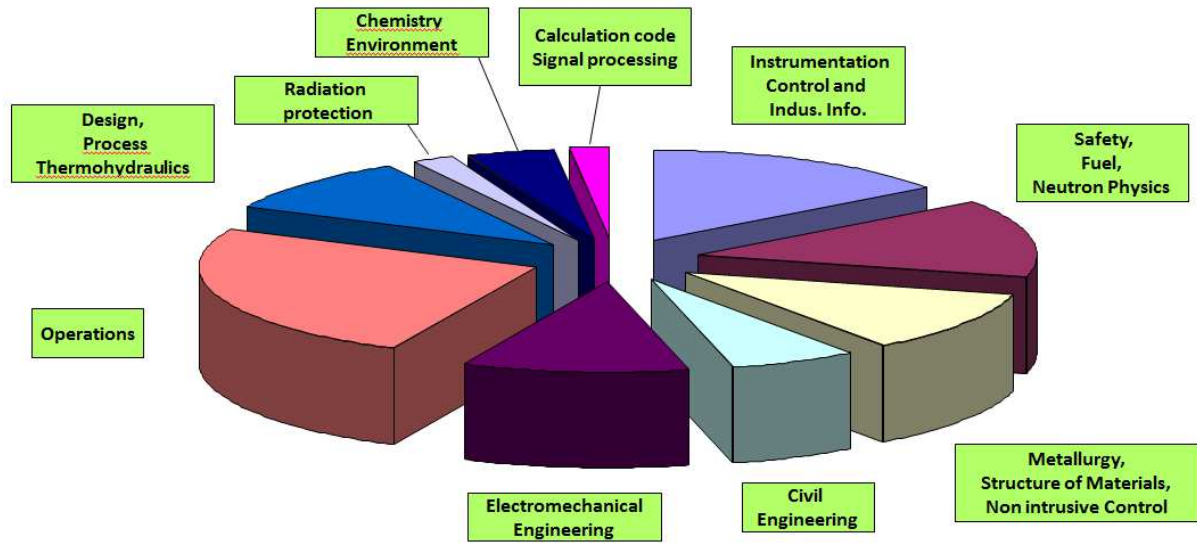 Chemistry
Environment
Calculation code
Signal processing
Instrumentation
Control and
Indus. Info.
Radiation
protection
Design,
Process
Thermohydraulics
Safety,
Fuel,
Neutron Physics
Operations
Metallurgy,
Structure of Materials,
Non intrusive Control
Electromechanical
Engineering
Civil
Engineering